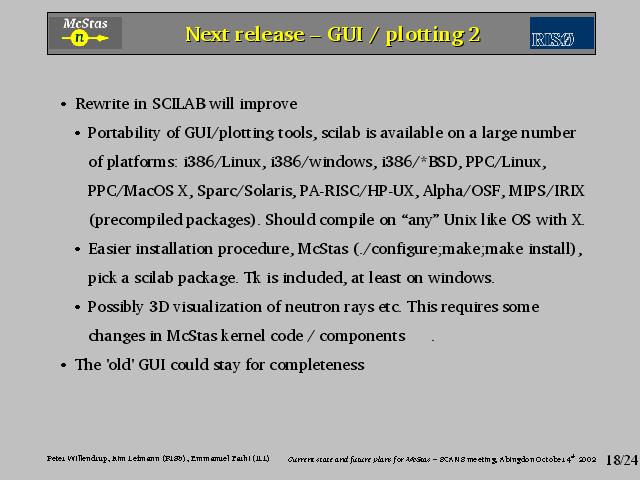 McStas
n
Next release – GUI / plotting 2
RISØ
• Rewrite in SCILAB will improve
• Portability of GUI/plotting tools, scilab is available on a large number
of platforms: i386/Linux, i386/windows, i386/*BSD, PPC/Linux,
PPC/MacOS X, Sparc/Solaris, PA-RISC/HP-UX, Alpha/OSF, MIPS/IRIX
(precompiled packages). Should compile on “any” Unix like OS with X.
• Easier installation procedure, McStas (./configure;make;make install),
pick a scilab package. Tk is included, at least on windows.
• Possibly 3D visualization of neutron rays etc. This requires some
changes in McStas kernel code / components .
• The 'old' GUI could stay for completeness
Peter Willendrup, Kim Lefmann (RISØ), Emmanuel Farhi (ILL)
Current state and future plans for McStas – SCANS meeting, Abingdon October 4th 2002
18/24